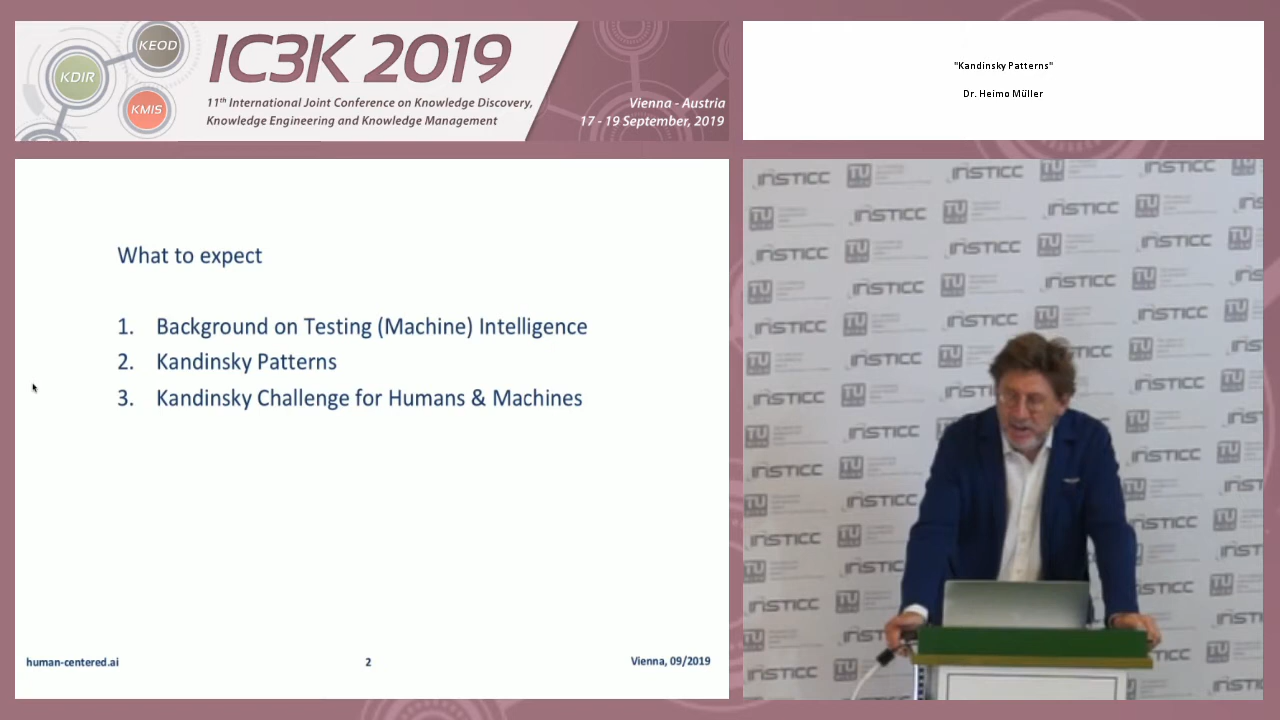 KEOD
KDIR
KMIS
IC3K 2019
11th International Joint Conference on Knowledge Discovery,
Knowledge Engineering and Knowledge Management
Vienna - Austria
17 - 19 September, 2019
"Kandinsky Patterns"
Dr. Heimo Müller
What to expect
1. Background on Testing (Machine) Intelligence
2. Kandinsky Patterns
3. Kandinsky Challenge for Humans & Machines
human-centered.ai
2
Vienna, 09/2019
INSTICC
TU
WIEN